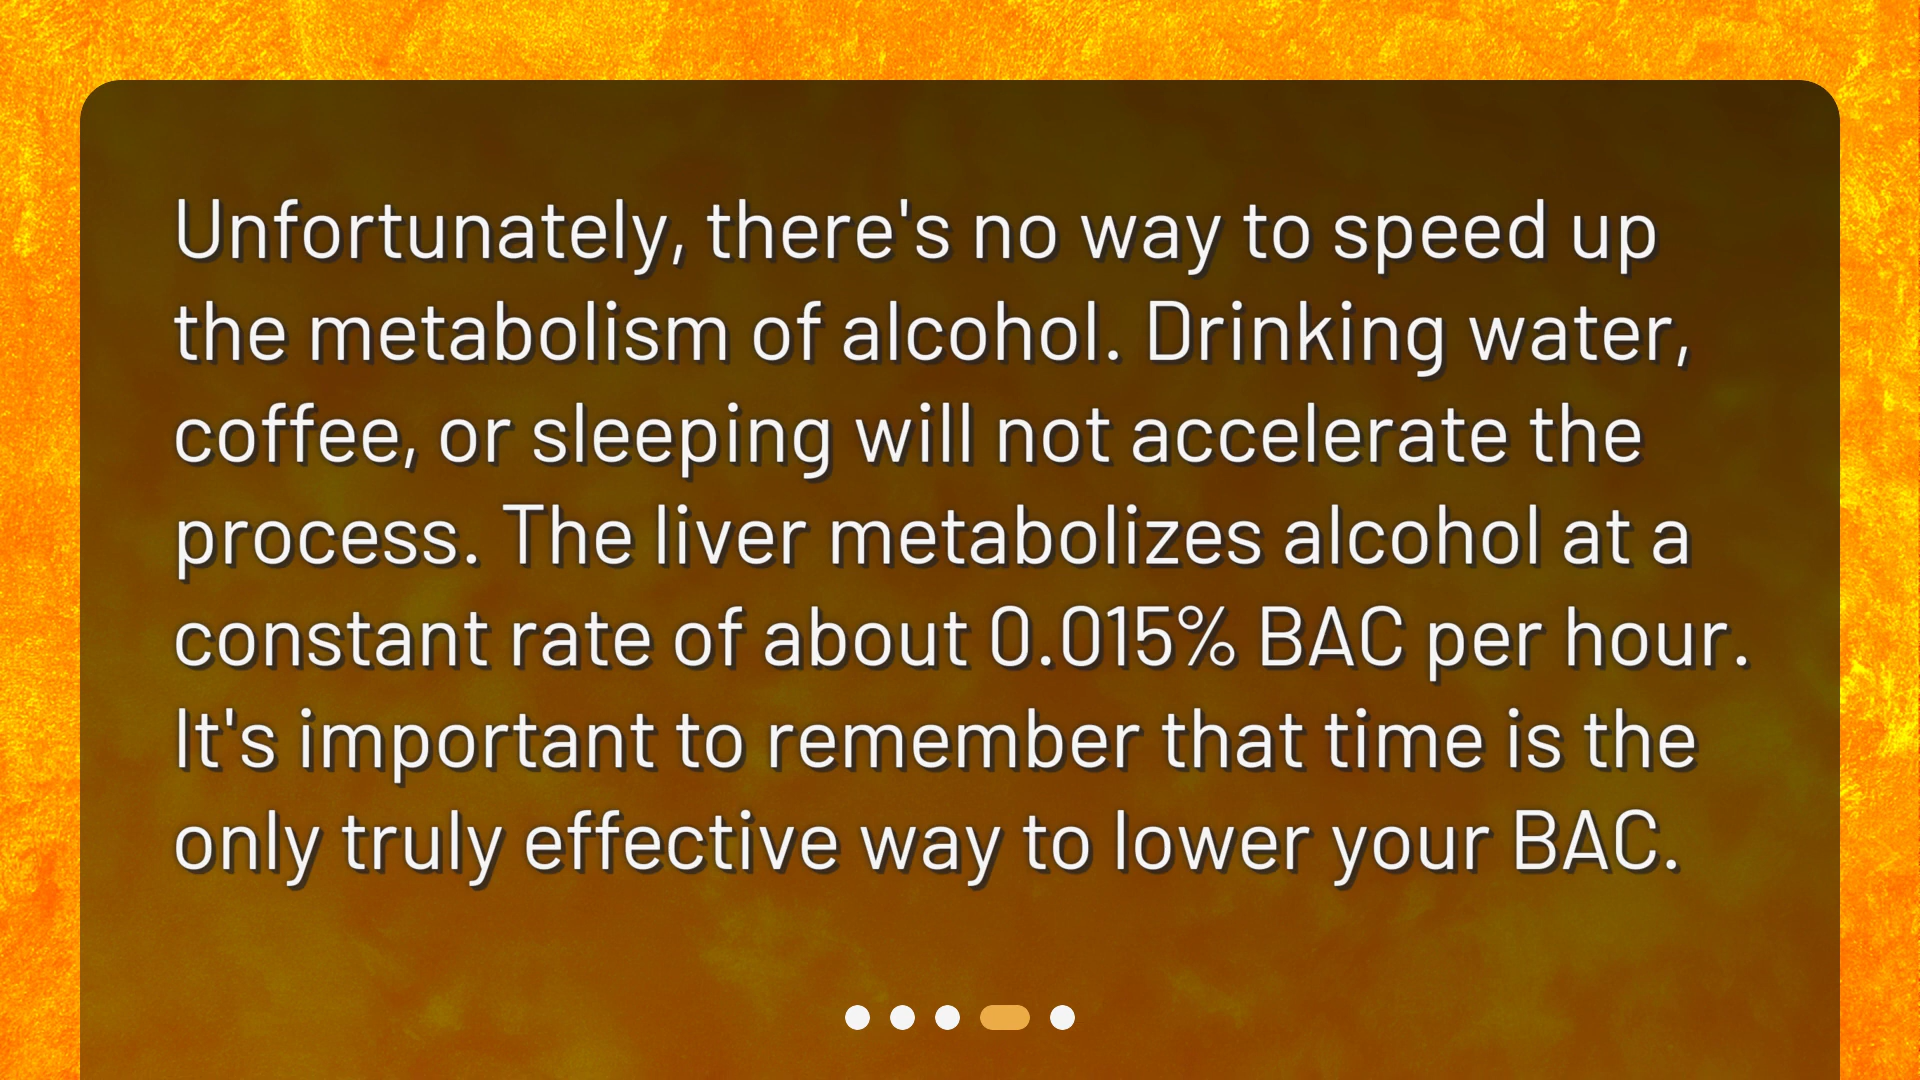 Unfortunately, there's no way to speed up
the metabolism of alcohol. Drinking water,
coffee, or sleeping will not accelerate the
process. The liver metabolizes alcohol at a
constant rate of about 0.015% BAC per hour.
It's important to remember that time is the
only truly effective way to lower your BAC.